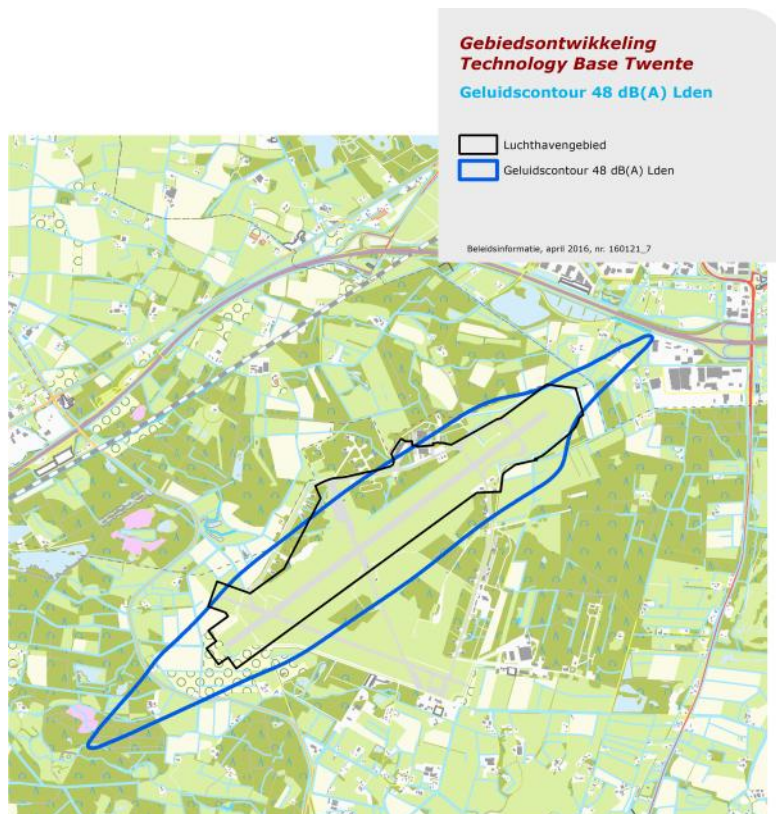 Gebiedsontwikkeling
Technology Base Twente
Geluidscontour 48 dB(A) Lden
Luchthavengebied
Geluidscontour 48 dB(A) Lden
Beleidsinformatie, april 2016, nr. 160121_7